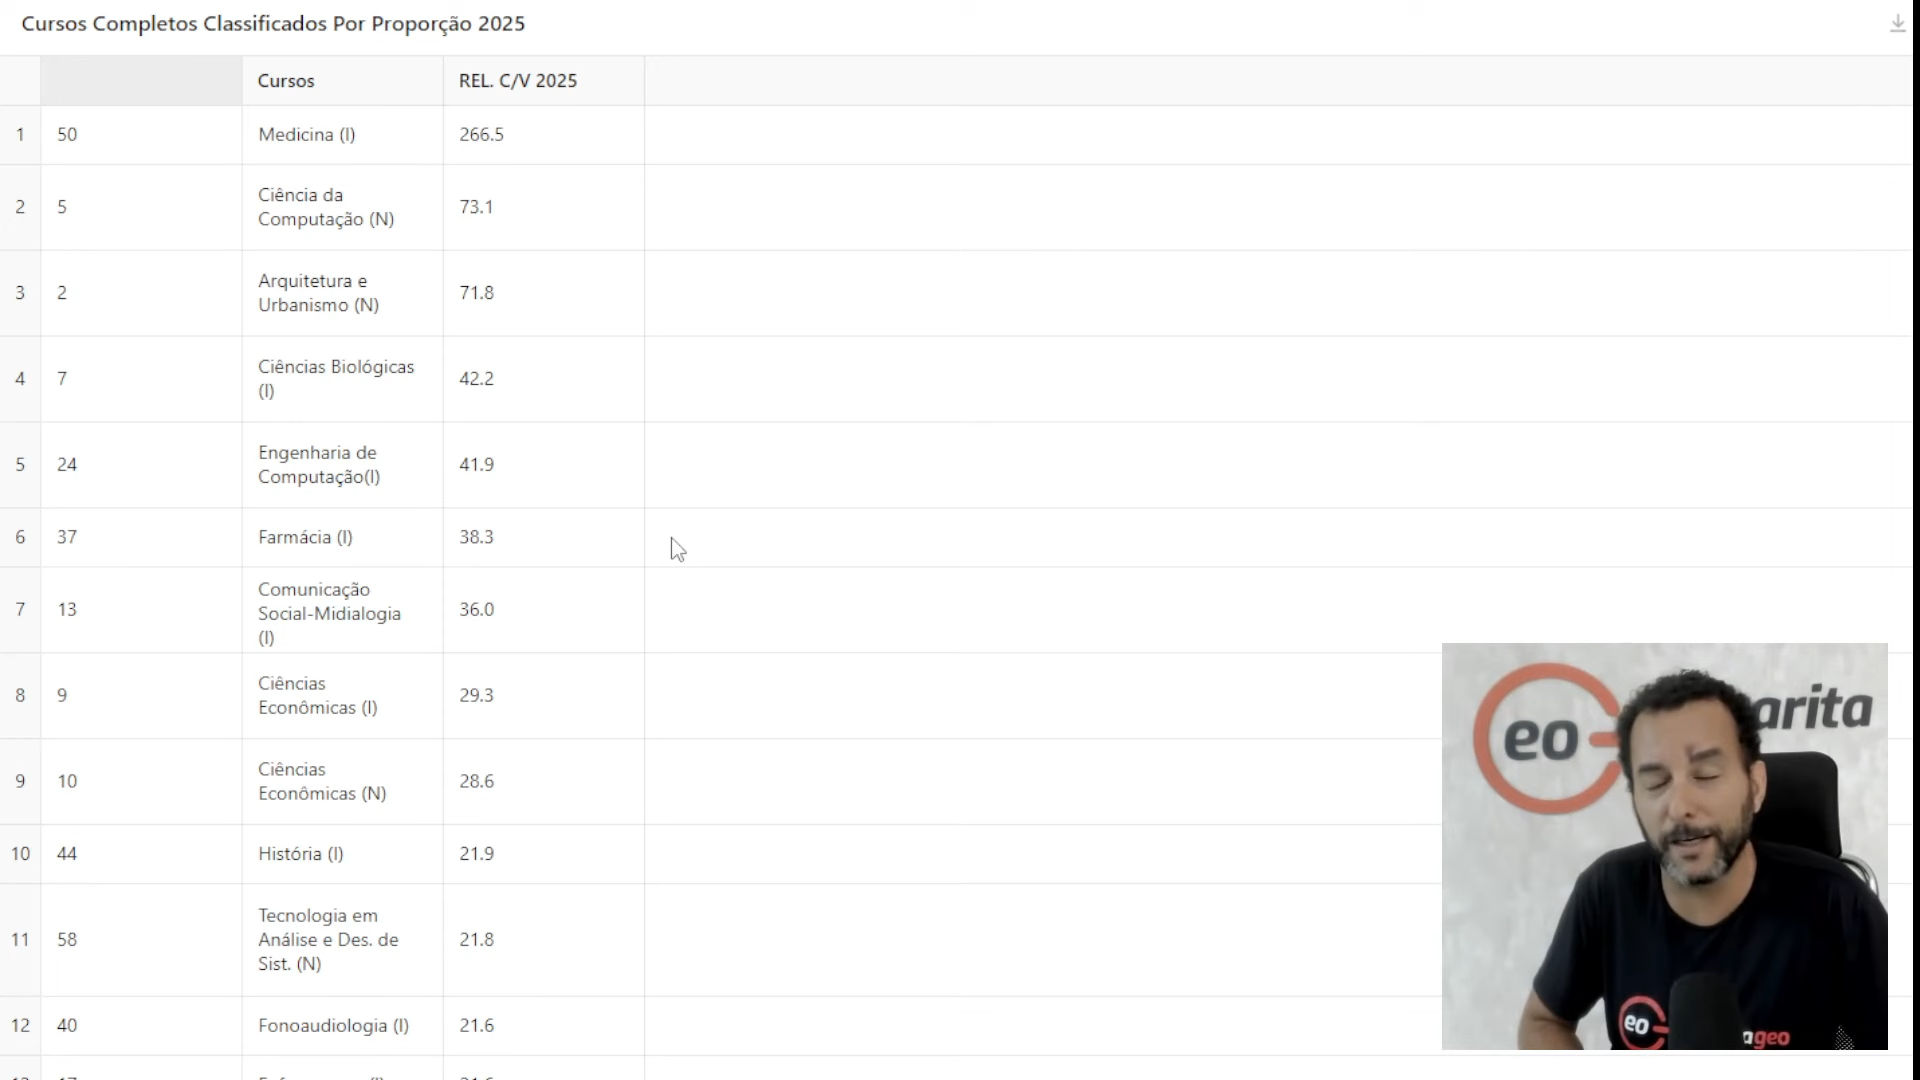 Cursos Completos Classificados Por Proporção 2025
Cursos REL. C/V 2025
1 50 Medicina (I) 266.5
2 5 Ciência da
Computação (N) 73.1
3 2 Arquitetura e
Urbanismo (N) 71.8
4 7 Ciências Biológicas
(I) 42.2
5 24 Engenharia de
Computação(I) 41.9
6 37 Farmácia (I) 38.3
7 13 Comunicação
Social-Midialogia
(I) 36.0
8 9 Ciências
Econômicas (I) 29.3
9 10 Ciências
Econômicas (N) 28.6
10 44 História (I) 21.9
11 58 Tecnologia em
Análise e Des. de
Sist. (N) 21.8
12 40 Fonoaudiologia (I) 21.6
eo arita
eo ageo